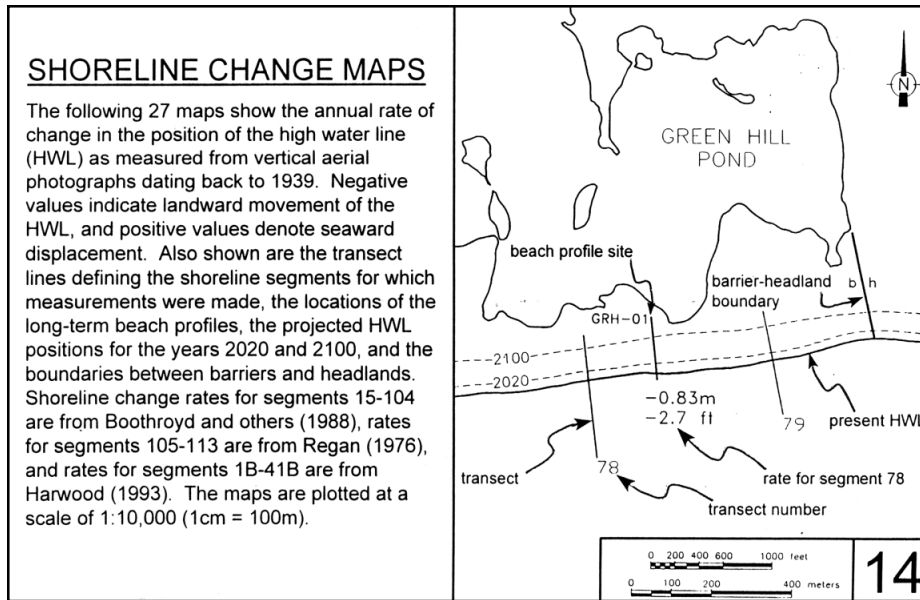 SHORELINE CHANGE MAPS
The following 27 maps show the annual rate of
change in the position of the high water line
(HWL) as measured from vertical aerial
photographs dating back to 1939. Negative
values indicate landward movement of the
HWL, and positive values denote seaward
displacement. Also shown are the transect
lines defining the shoreline segments for which
measurements were made, the locations of the
long-term beach profiles, the projected HWL
positions for the years 2020 and 2100, and the
boundaries between barriers and headlands.
Shoreline change rates for segments 15-104
are from Boothroyd and others (1988), rates
for segments 105-113 are from Regan (1976),
and rates for segments 1B-41B are from
Harwood (1993). The maps are plotted at a
scale of 1:10,000 (1cm = 100m).
N
GREEN HILL
POND
beach profile site
barrier-headland
boundary
b h
GRH-01
2100
2020
-0.83m
-2.7 ft
79
present HWL
78
transect
rate for segment 78
transect number
0 200 400 600 1000 feet
0 100 200 400 meters
14